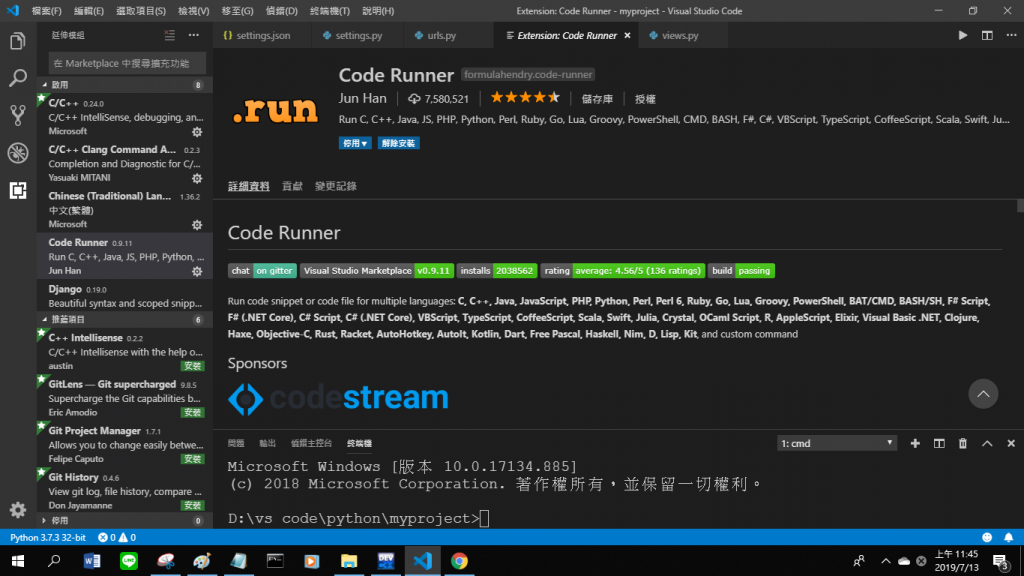 檔案(F) 編輯(E) 選取項目(S) 檢視(V) 移至(G) 偵錯(D) 終端機(T) 說明(H) Extension: Code Runner - myproject - Visual Studio Code
延伸模組
在 Marketplace 中搜尋擴充功能
啟用 8
C/C++ 0.24.0
C/C++ IntelliSense, debugging, an...
Microsoft
C/C++ Clang Command A... 0.2.3
Completion and Diagnostic for C/...
Yasuaki MITANI
Chinese (Traditional) Lan... 1.36.2
中文(繁體)
Microsoft
Code Runner 0.9.11
Run C, C++, Java, JS, PHP, Python, ...
Jun Han
Django 0.19.0
Beautiful syntax and scoped snipp...
推薦項目 6
C++ Intellisense 0.2.2
C/C++ Intellisense with the help o...
austin 安裝
GitLens — Git supercharged 9.8.5
Supercharge the Git capabilities b...
Eric Amodio 安裝
Git Project Manager 1.7.1
Allows you to change easily betwe...
Felipe Caputo 安裝
Git History 0.4.6
View git log, file history, compare ...
Don Jayamanne 安裝
停用 0
{} settings.json settings.py urls.py Extension: Code Runner × views.py
.run
Code Runner formulahendry.code-runner
Jun Han 7,580,521 儲存庫 授權
Run C, C++, Java, JS, PHP, Python, Perl, Ruby, Go, Lua, Groovy, PowerShell, CMD, BASH, F#, C#, VBScript, TypeScript, CoffeeScript, Scala, Swift, Ju...
停用▼ 解除安裝
詳細資料 貢獻 變更記錄
Code Runner
chat on gitter Visual Studio Marketplace v0.9.11 installs 2038562 rating average: 4.56/5 (136 ratings) build passing
Run code snippet or code file for multiple languages: C, C++, Java, JavaScript, PHP, Python, Perl, Perl 6, Ruby, Go, Lua, Groovy, PowerShell, BAT/CMD, BASH/SH, F# Script,
F# (.NET Core), C# Script, C# (.NET Core), VBScript, TypeScript, CoffeeScript, Scala, Swift, Julia, Crystal, OCaml Script, R, AppleScript, Elixir, Visual Basic .NET, Clojure,
Haxe, Objective-C, Rust, Racket, AutoHotkey, AutoIt, Kotlin, Dart, Free Pascal, Haskell, Nim, D, Lisp, Kit, and custom command
Sponsors
codestream
問題 輸出 偵錯主控台 終端機 1: cmd
Microsoft Windows [版本 10.0.17134.885]
(c) 2018 Microsoft Corporation. 著作權所有，並保留一切權利。
D:\vs code\python\myproject>
Python 3.7.3 32-bit 0 0
DEV
上午 11:45
2019/7/13
3